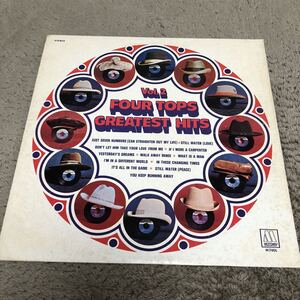 STEREO
Vol. 2
FOUR TOPS
GREATEST HITS
JUST SEVEN NUMBERS (CAN STRAIGHTEN OUT MY LIFE) • STILL WATER (LOVE)
DON'T LET HIM TAKE YOUR LOVE FROM ME • IF I WERE A CARPENTER
YESTERDAY'S DREAMS • WALK AWAY RENEE • WHAT IS A MAN
I'M IN A DIFFERENT WORLD • IN THESE CHANGING TIMES
IT'S ALL IN THE GAME • STILL WATER (PEACE)
YOU KEEP RUNNING AWAY
M
MOTOWN